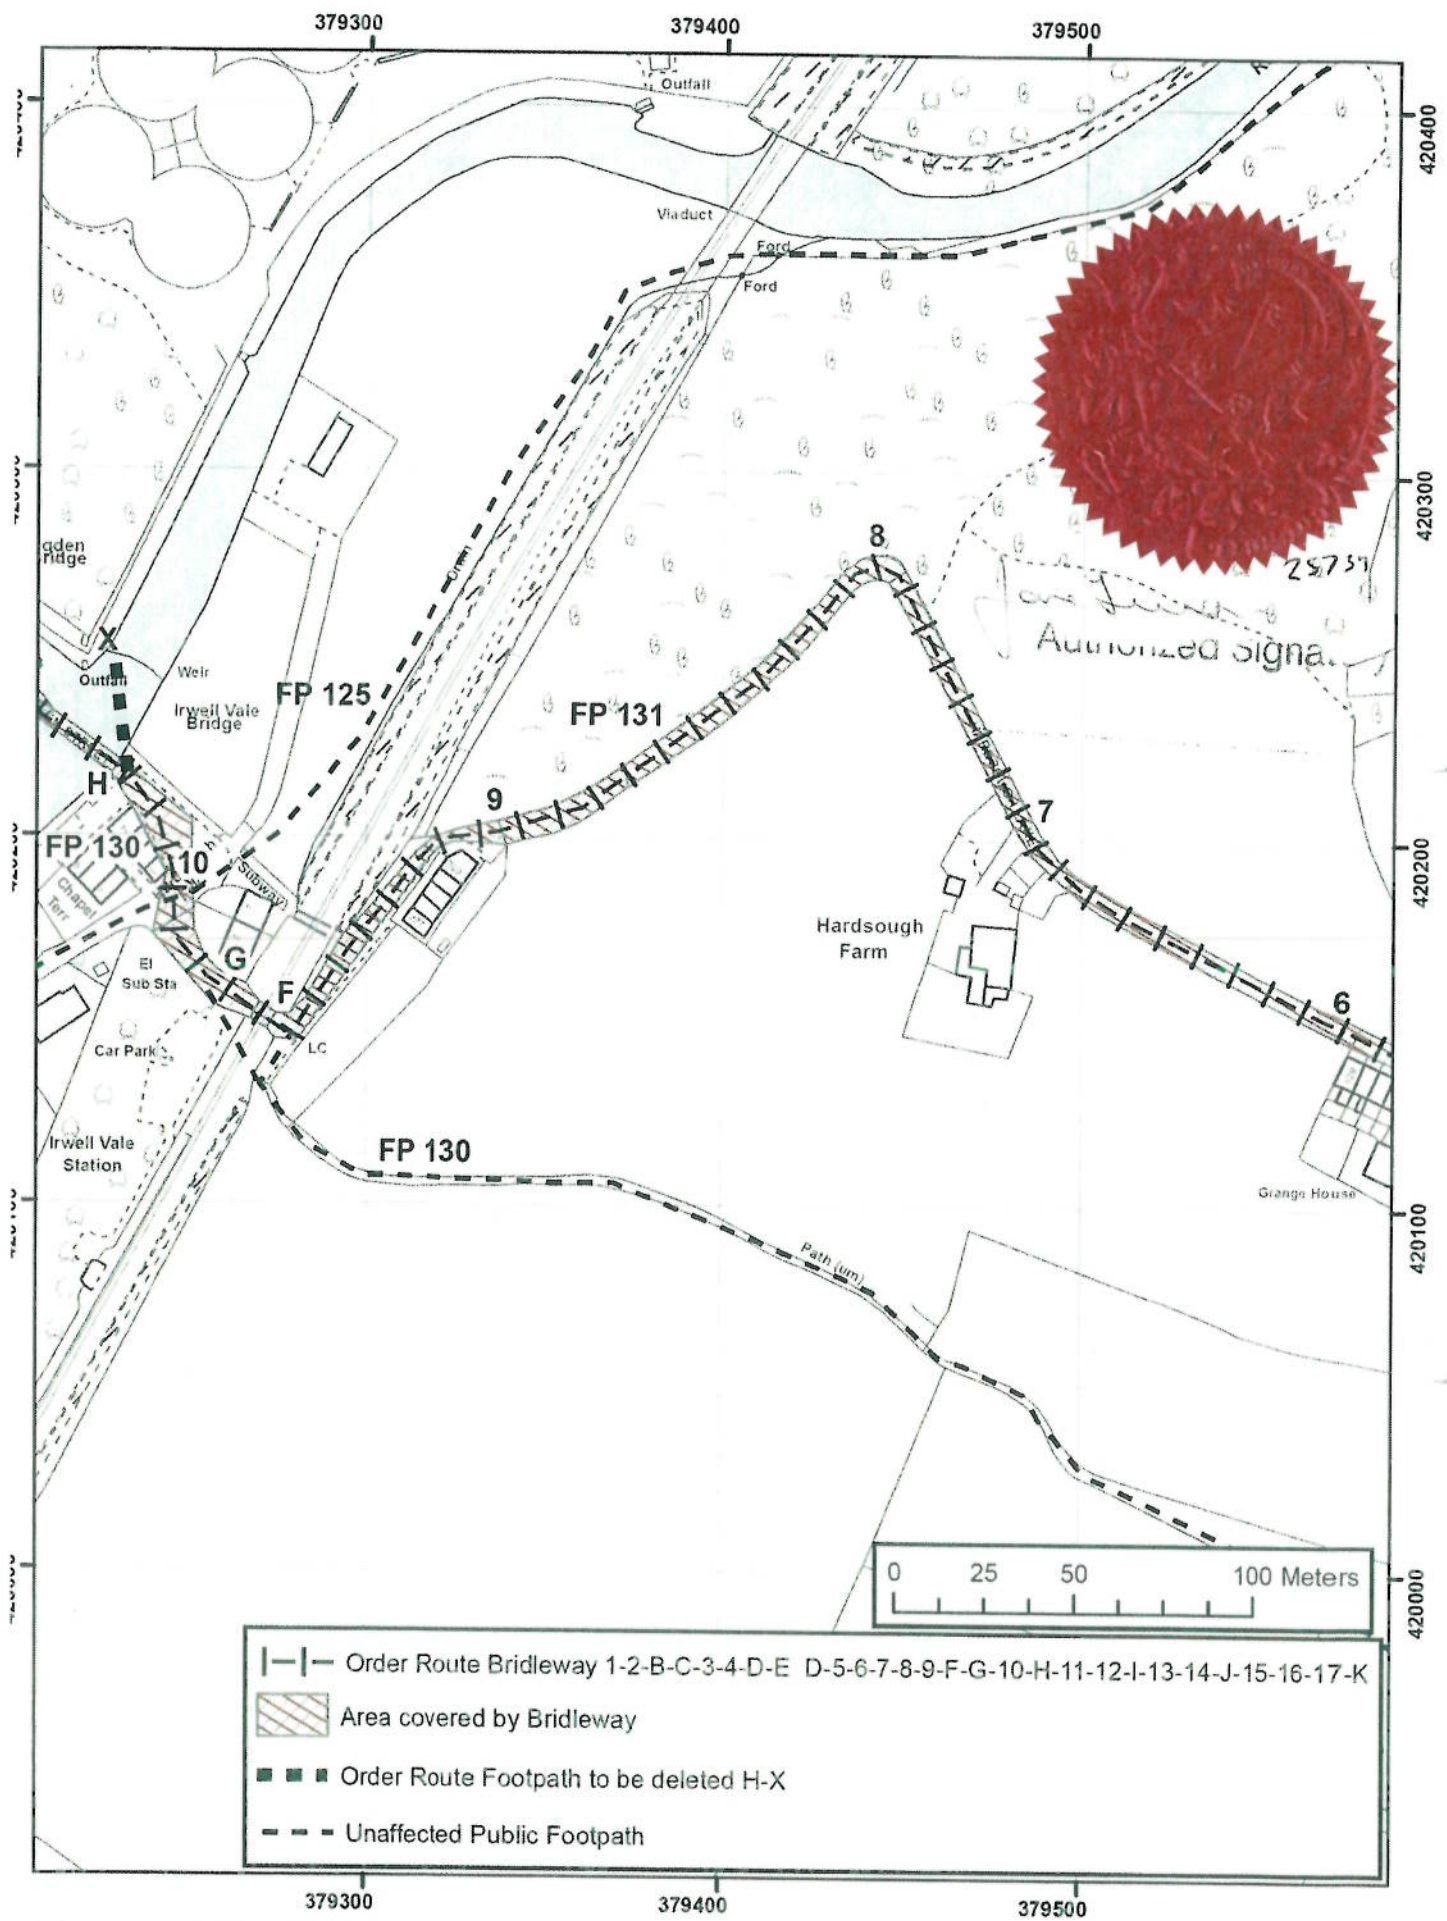 379300
379400
379500
Outfall
420400
Viaduct
Ford
Ford
420300
8
gden
ridge
Drain
25739
Authorized Signa
X
Outfall
Weir
FP 125
Irwell Vale
Bridge
FP 131
H
9
7
FP 130
10
Subway
420200
Chapel
Terr
Hardsough
Farm
El
Sub Sta
G
F
6
Car Park
LC
Irwell Vale
Station
FP 130
Grange House
420100
Path (um)
0 25 50 100 Meters
420000
Order Route Bridleway 1-2-B-C-3-4-D-E D-5-6-7-8-9-F-G-10-H-11-12-I-13-14-J-15-16-17-K
Area covered by Bridleway
Order Route Footpath to be deleted H-X
Unaffected Public Footpath
379300
379400
379500